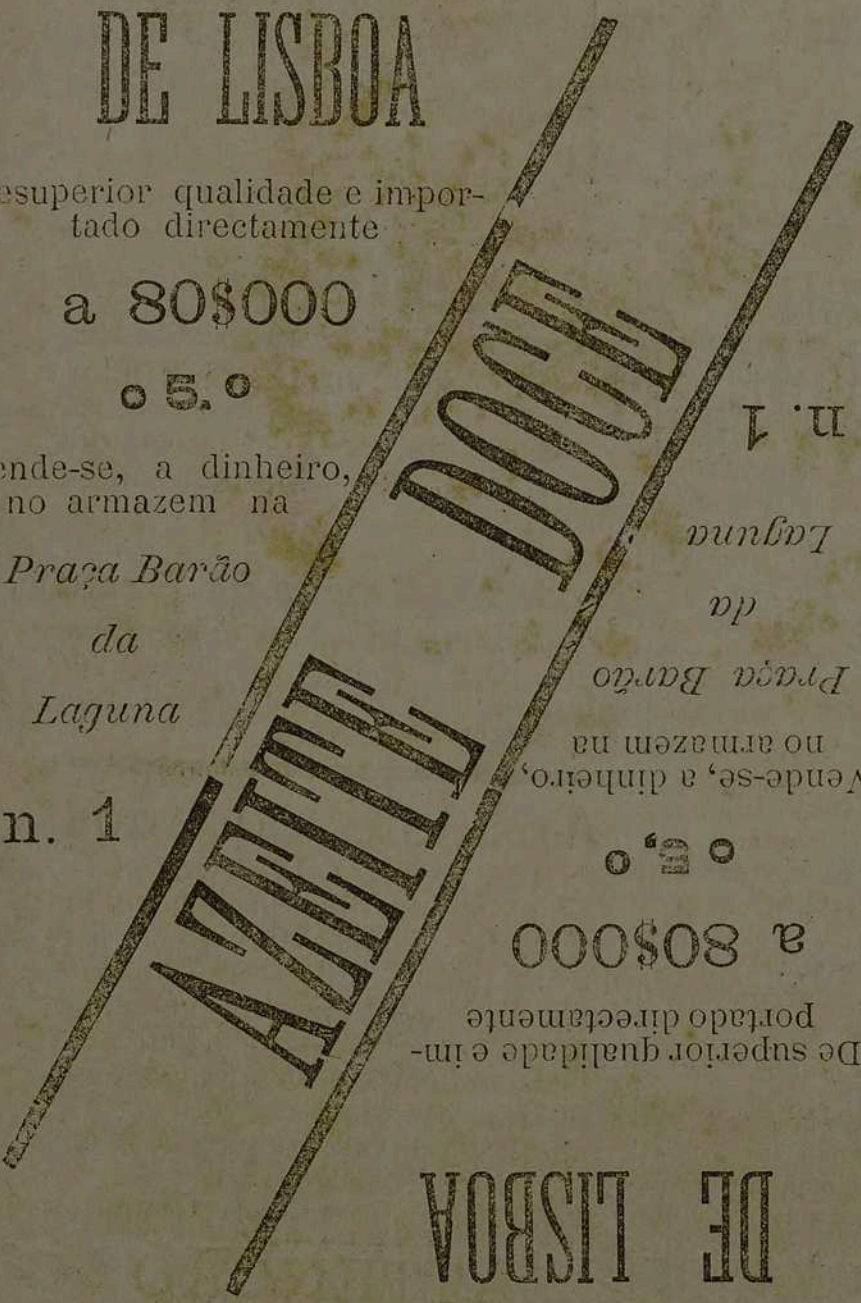 DE LISBOA
superior qualidade e impor-
tado directamente
a 80$000
o 5.º
ende-se, a dinheiro,
no armazem na
Praça Barão
da
Laguna
n. 1
AZEITE DOCE
DE LISBOA
De superior qualidade e im-
portado directamente
a 80$000
o 5.º
Vende-se, a dinheiro,
no armazem na
Praça Barão
da
Laguna
n. 1